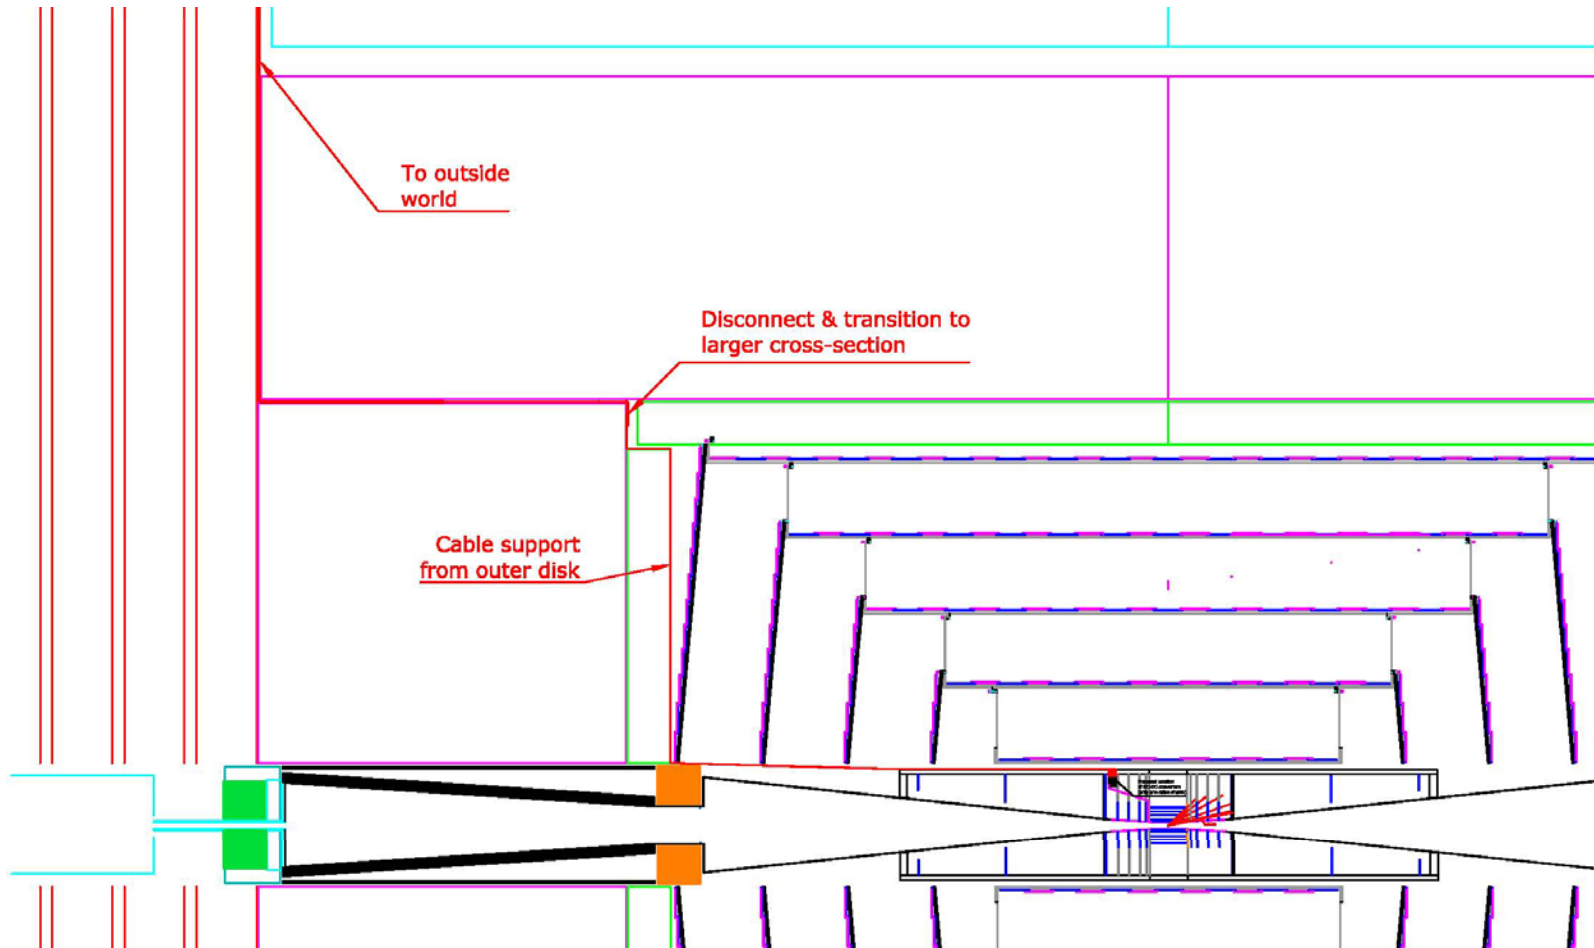 To outside
world
Disconnect & transition to
larger cross-section
Cable support
from outer disk